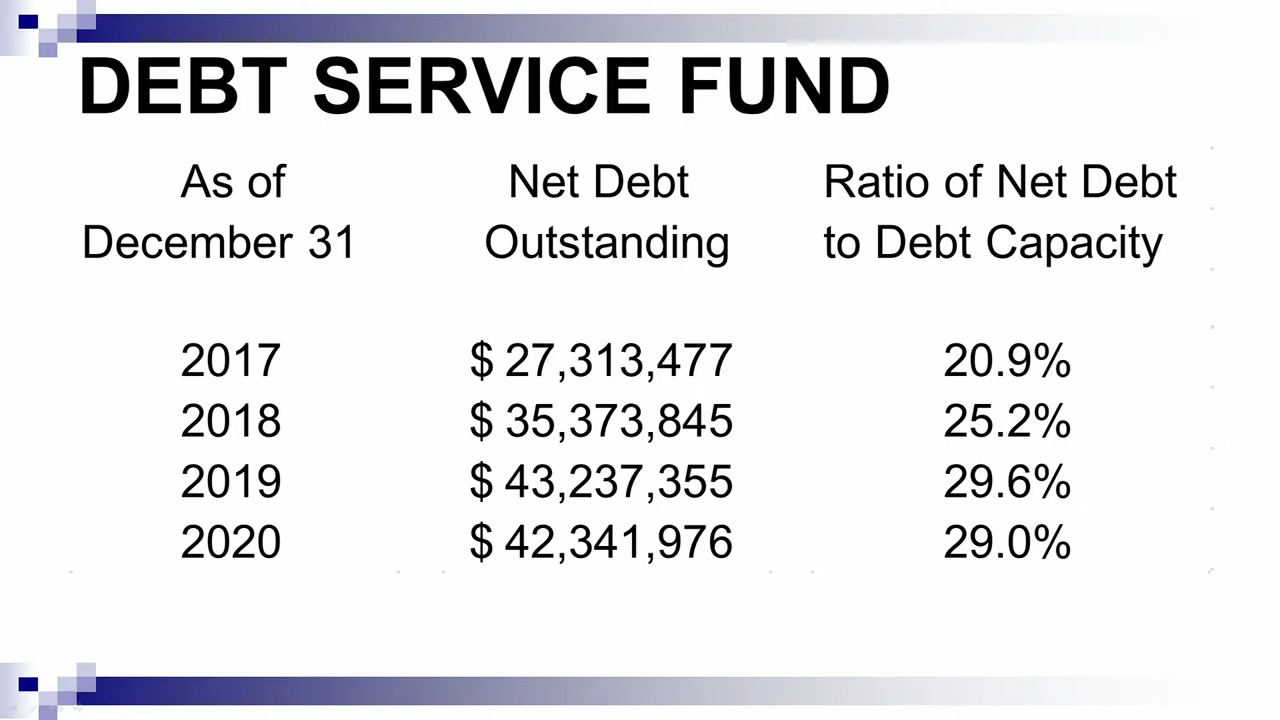 DEBT SERVICE FUND
As of Net Debt Ratio of Net Debt
December 31 Outstanding to Debt Capacity
2017 $ 27,313,477 20.9%
2018 $ 35,373,845 25.2%
2019 $ 43,237,355 29.6%
2020 $ 42,341,976 29.0%